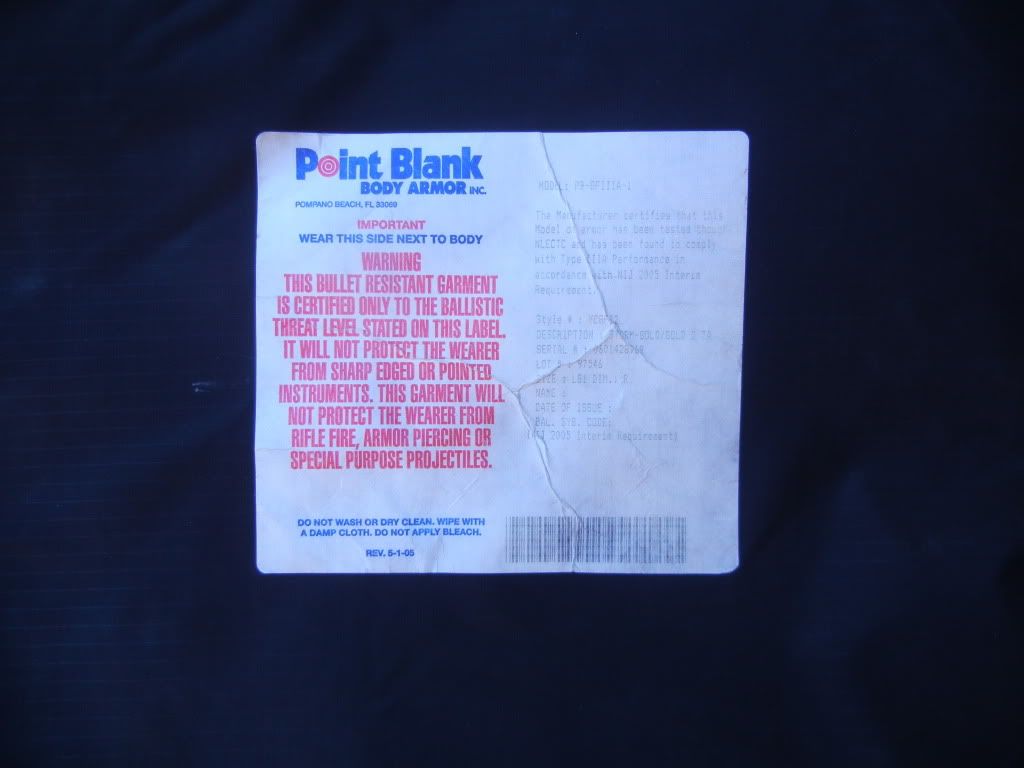 Point Blank
BODY ARMOR INC.
POMPANO BEACH, FL 33069
IMPORTANT
WEAR THIS SIDE NEXT TO BODY
WARNING
THIS BULLET RESISTANT GARMENT
IS CERTIFIED ONLY TO THE BALLISTIC
THREAT LEVEL STATED ON THIS LABEL.
IT WILL NOT PROTECT THE WEARER
FROM SHARP EDGED OR POINTED
INSTRUMENTS. THIS GARMENT WILL
NOT PROTECT THE WEARER FROM
RIFLE FIRE, ARMOR PIERCING OR
SPECIAL PURPOSE PROJECTILES.
DO NOT WASH OR DRY CLEAN. WIPE WITH
A DAMP CLOTH. DO NOT APPLY BLEACH.
REV. 5-1-05
MODEL:
The Manufacturer certifies that this
Model of armor has been tested though
NLECTC and has been found to comply
with Type IIIA Performance in
accordance with NIJ 2005 Interim
Requirement.
Style # :
DESCRIPTION :
SERIAL # :
LOT # : 97546
SIZE :
NAME :
DATE OF ISSUE :
BAL. SYS. CODE:
(NIJ 2005 Interim Requirement)